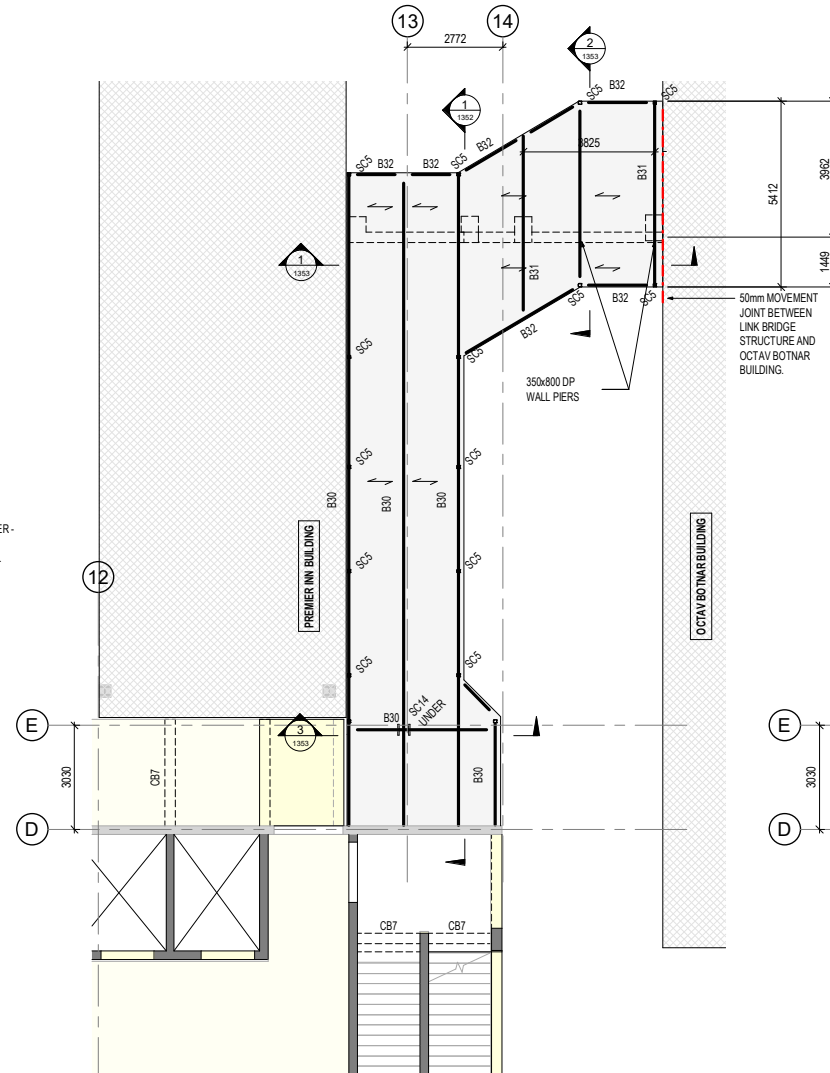 13
14
2772
2
1353
B32
SC5
SC5
1
1352
B32
3825
SC5
B32
B32
SC5
B31
5412
3962
1449
1
1353
B31
B32
SC5
SC5
B32
SC5
SC5
50mm MOVEMENT
JOINT BETWEEN
LINK BRIDGE
STRUCTURE AND
OCTAV BOTNAR
BUILDING.
350x800 DP
WALL PIERS
SC5
SC5
B30
B30
B30
ER-
12
PREMIER INN BUILDING
OCTAV BOTNAR BUILDING
SC5
SC5
SC5
SC5
SC14
UNDER
B30
E
3
1353
E
3030
CB7
B30
3030
D
D
CB7
CB7